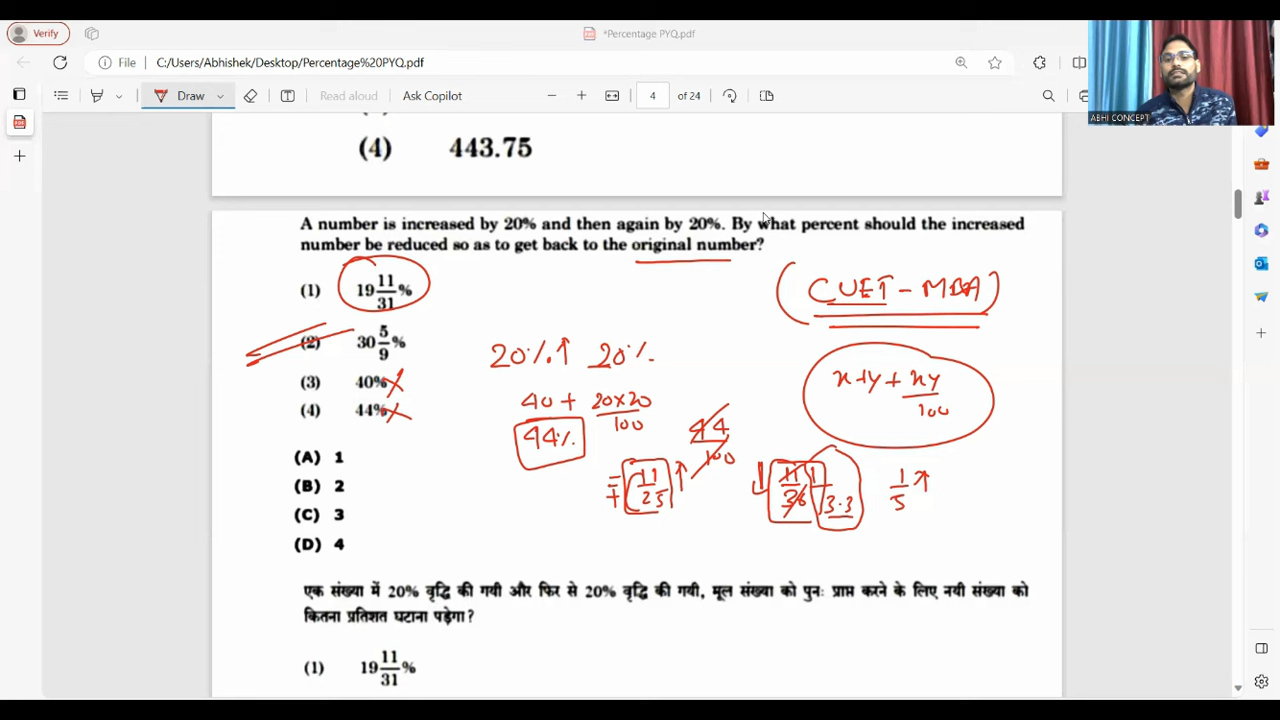 Verify
*Percentage PYQ.pdf
File C:/Users/Abhishek/Desktop/Percentage%20PYQ.pdf
Draw Read aloud Ask Copilot 4 of 24
ABHI CONCEPT
(4) 443.75
A number is increased by 20% and then again by 20%. By what percent should the increased
number be reduced so as to get back to the original number?
(1) 19 11/31 %
CUET - MBA
(2) 30 5/9 %
20% ↑ 20%
x+y + xy/100
(3) 40%
40 + 20×20/100
(4) 44%
44%
44/100
(A) 1
= 11/25 ↑
↓ 11/36
1/3.3
1/5 ↑
(B) 2
(C) 3
(D) 4
एक संख्या में 20% वृद्धि की गयी और फिर से 20% वृद्धि की गयी, मूल संख्या को पुनः प्राप्त करने के लिए नयी संख्या को
कितना प्रतिशत घटाना पड़ेगा?
(1) 19 11/31 %